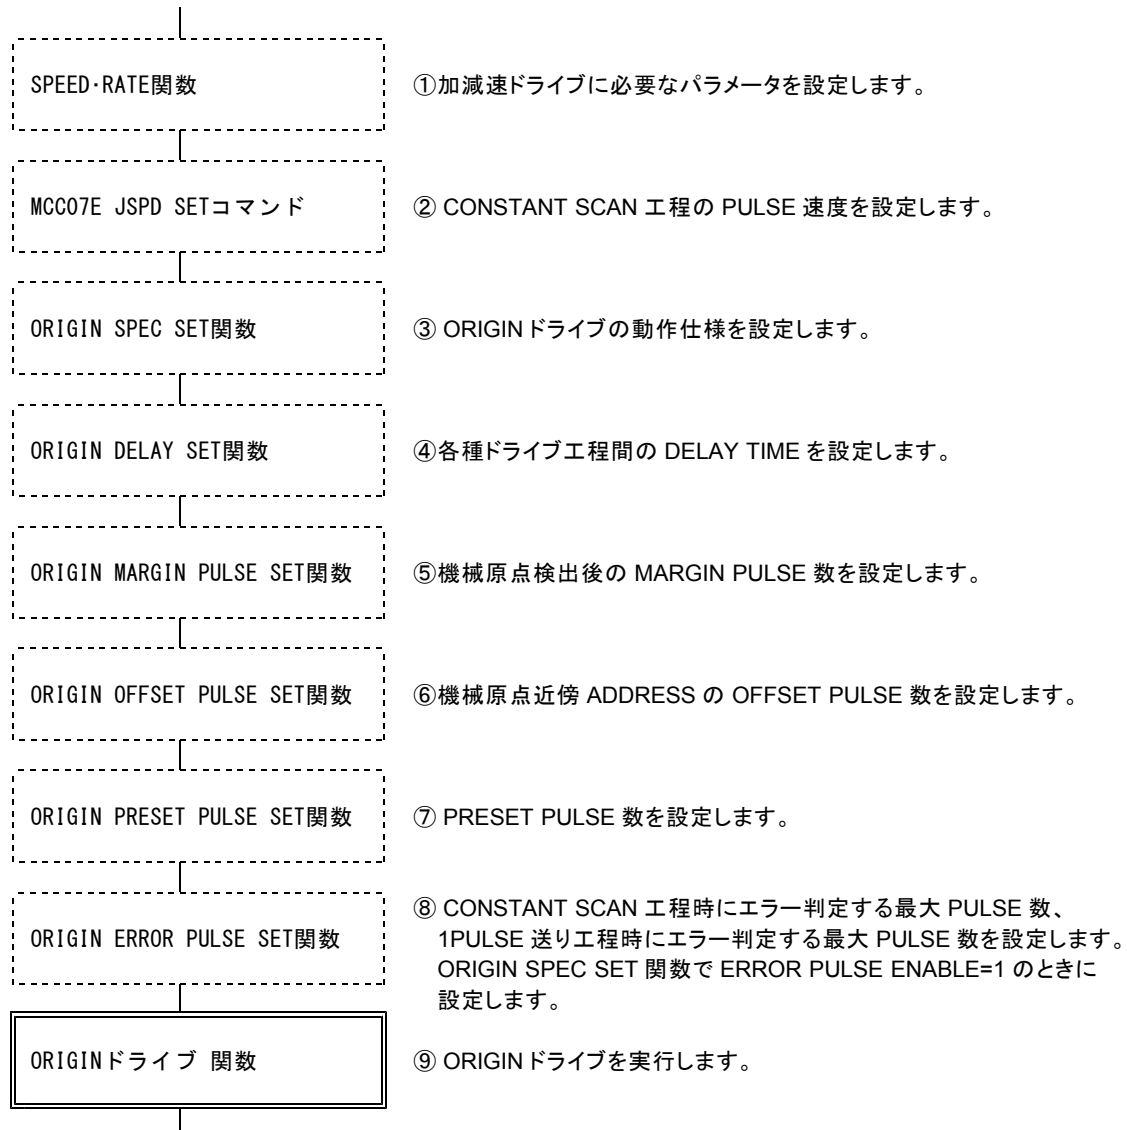 SPEED･RATE関数
①加減速ドライブに必要なパラメータを設定します。
MCC07E JSPD SETコマンド
② CONSTANT SCAN 工程の PULSE 速度を設定します。
ORIGIN SPEC SET関数
③ ORIGINドライブの動作仕様を設定します。
ORIGIN DELAY SET関数
④各種ドライブ工程間の DELAY TIME を設定します。
ORIGIN MARGIN PULSE SET関数
⑤機械原点検出後の MARGIN PULSE 数を設定します。
ORIGIN OFFSET PULSE SET関数
⑥機械原点近傍 ADDRESS の OFFSET PULSE 数を設定します。
ORIGIN PRESET PULSE SET関数
⑦ PRESET PULSE 数を設定します。
ORIGIN ERROR PULSE SET関数
⑧ CONSTANT SCAN 工程時にエラー判定する最大 PULSE 数、
1PULSE 送り工程時にエラー判定する最大 PULSE 数を設定します。
ORIGIN SPEC SET 関数で ERROR PULSE ENABLE=1 のときに
設定します。
ORIGINドライブ 関数
⑨ ORIGINドライブを実行します。